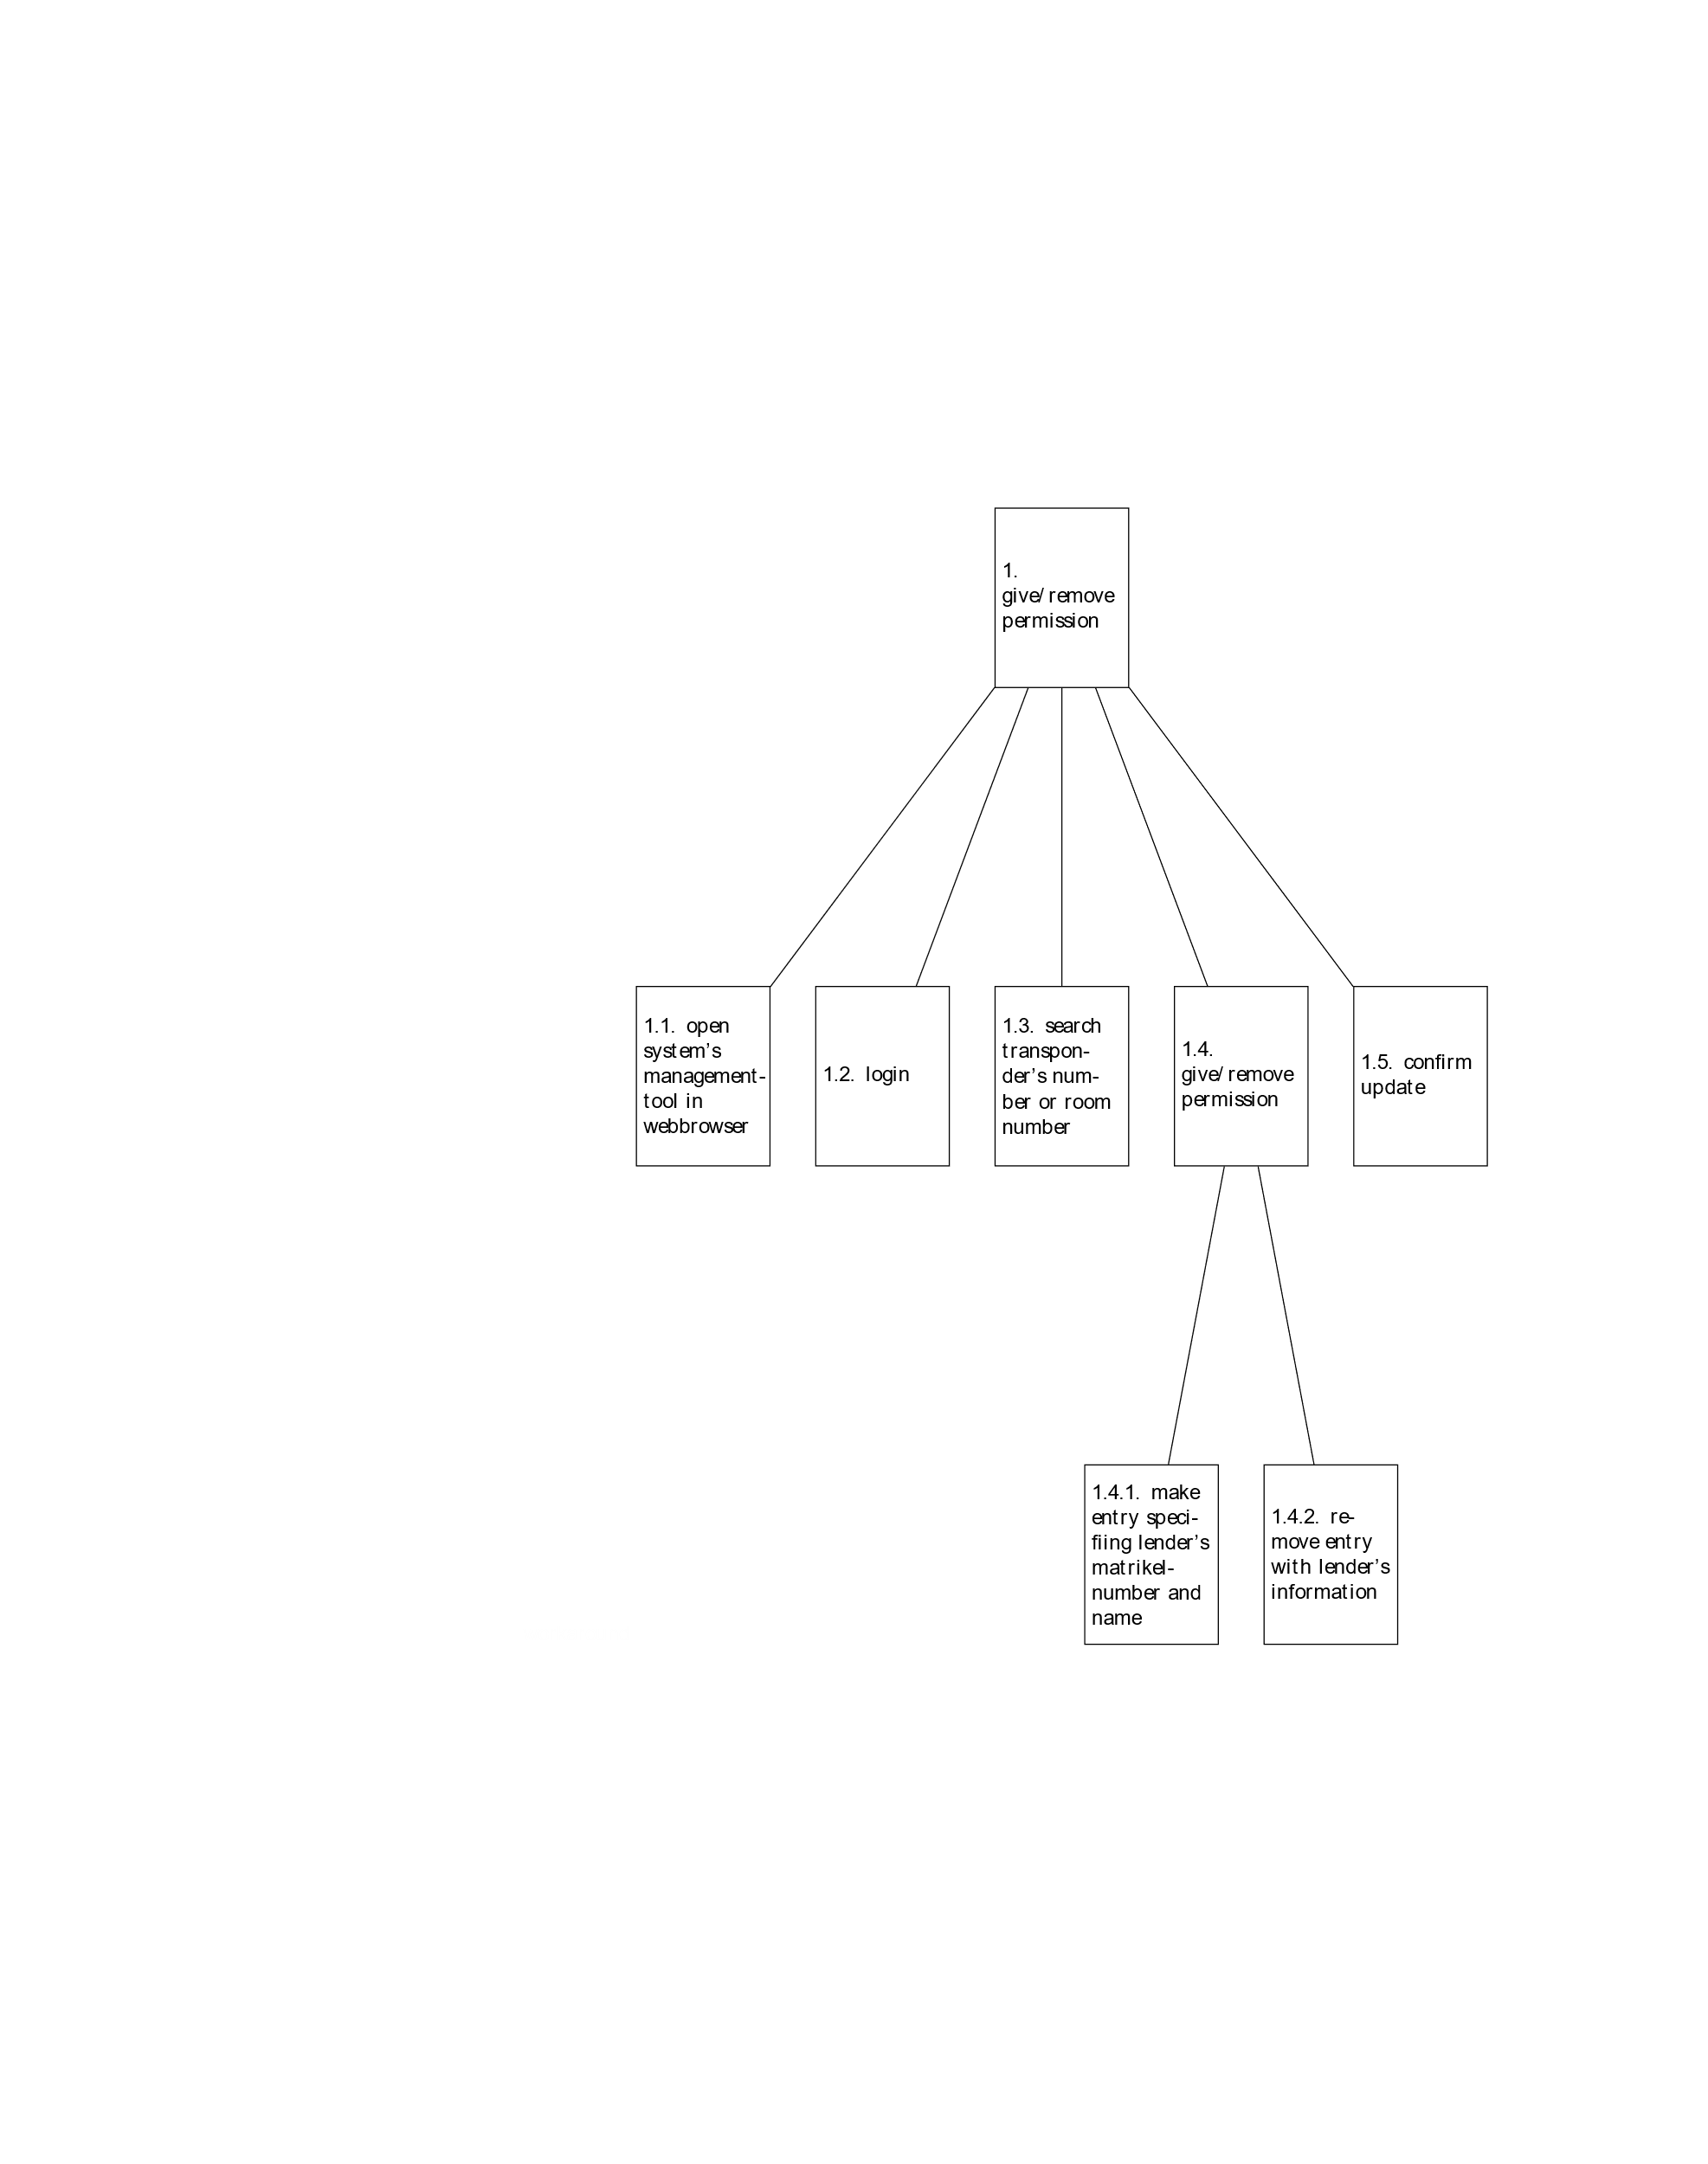 1.
give/ remove
permission
1.1. open
system’s
management-
tool in
webbrowser
1.2. login
1.3. search
transpon-
der’s num-
ber or room
number
1.4.
give/ remove
permission
1.5. confirm
update
1.4.1. make
entry speci-
fiing lender’s
matrikel-
number and
name
1.4.2. re-
move entry
with lender’s
information